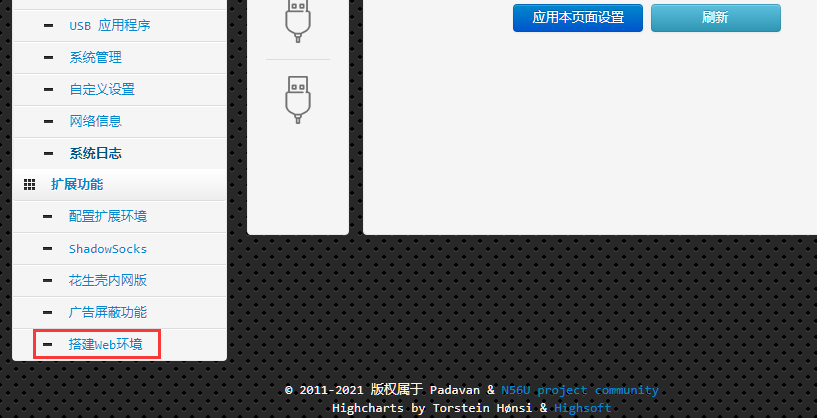 USB 应用程序
系统管理
自定义设置
网络信息
系统日志
扩展功能
配置扩展环境
ShadowSocks
花生壳内网版
广告屏蔽功能
搭建Web环境
应用本页面设置
刷新
© 2011-2021 版权属于 Padavan & N56U project community
Highcharts by Torstein Hønsi & Highsoft